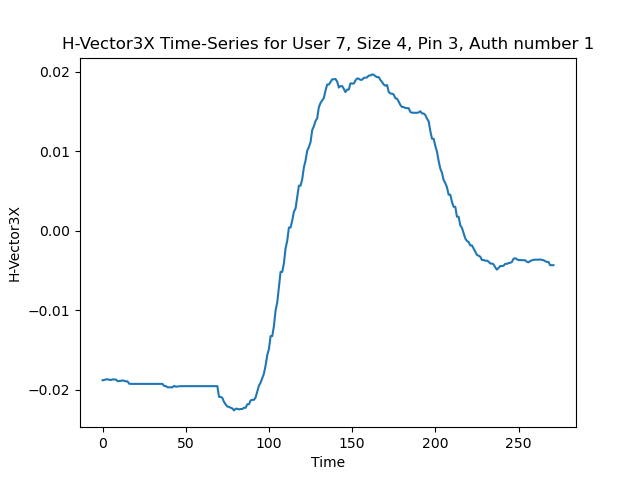 H-Vector3X Time-Series for User 7, Size 4, Pin 3, Auth number 1
0.02
0.01
0.00
−0.01
−0.02
H-Vector3X
0 50 100 150 200 250
Time